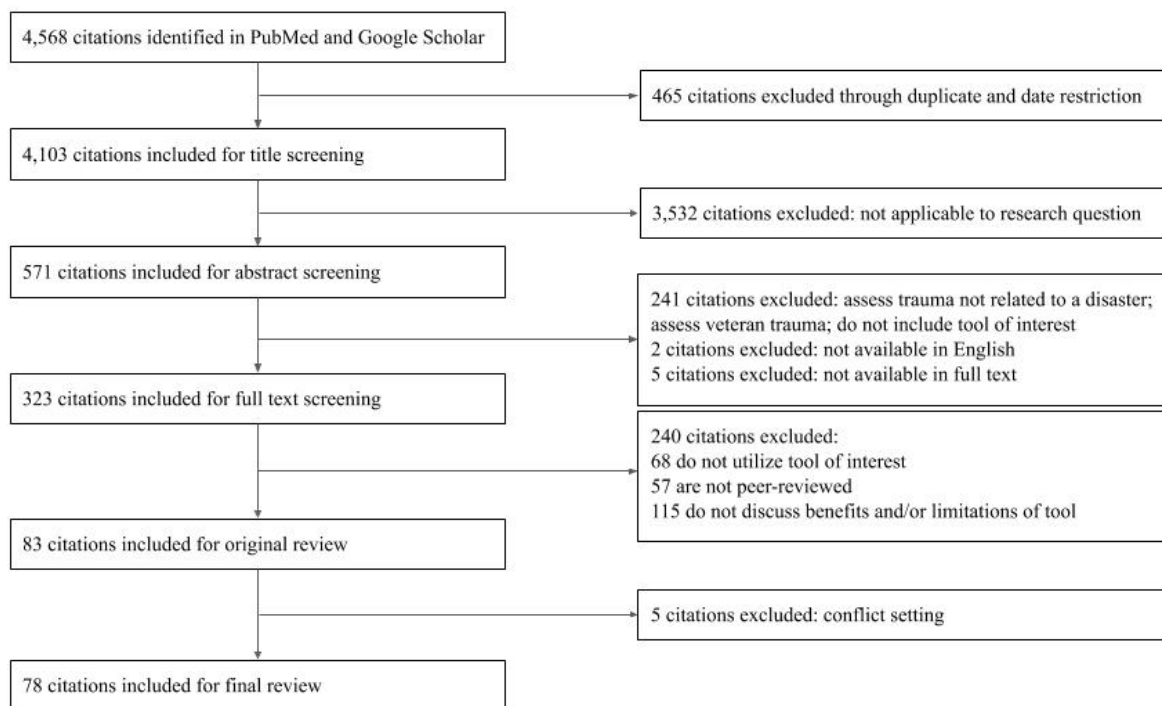 4,568 citations identified in PubMed and Google Scholar
465 citations excluded through duplicate and date restriction
4,103 citations included for title screening
3,532 citations excluded: not applicable to research question
571 citations included for abstract screening
241 citations excluded: assess trauma not related to a disaster;
assess veteran trauma; do not include tool of interest
2 citations excluded: not available in English
5 citations excluded: not available in full text
323 citations included for full text screening
240 citations excluded:
68 do not utilize tool of interest
57 are not peer-reviewed
115 do not discuss benefits and/or limitations of tool
83 citations included for original review
5 citations excluded: conflict setting
78 citations included for final review